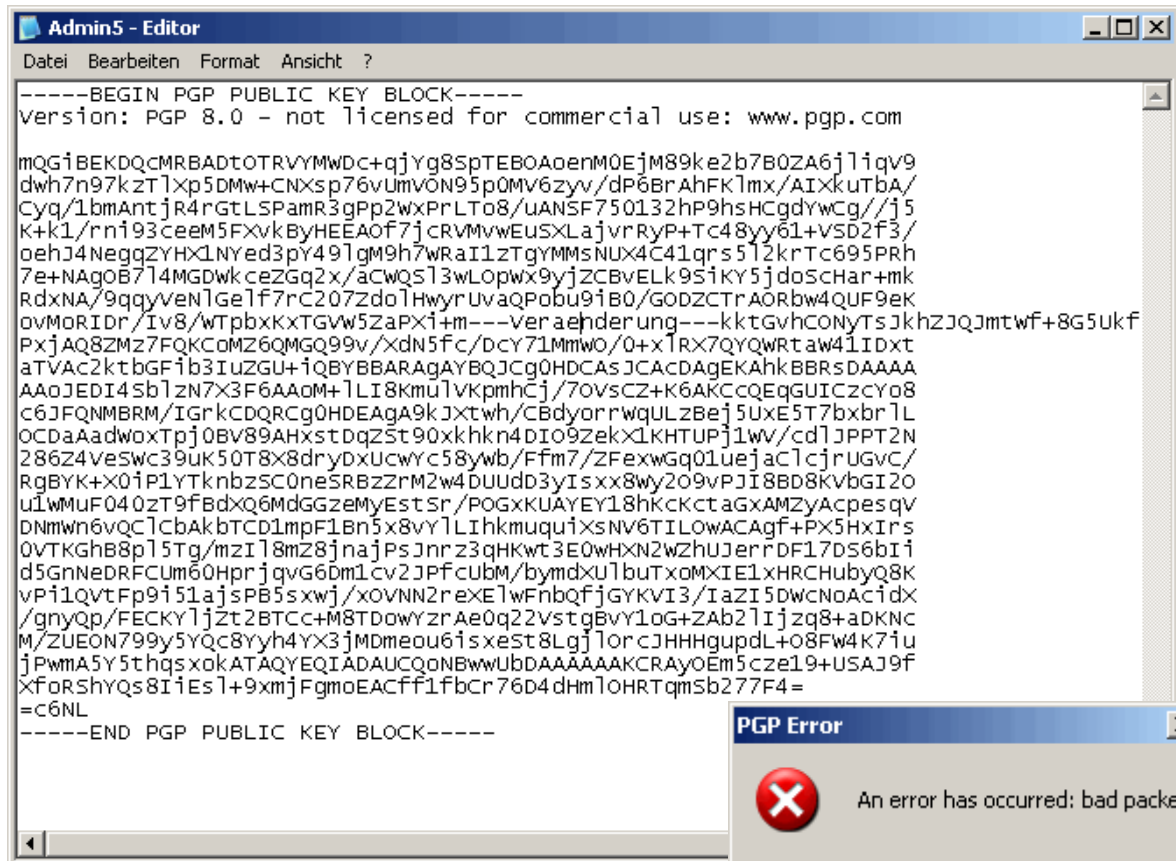 Admin5 - Editor
Datei Bearbeiten Format Ansicht ?
-----BEGIN PGP PUBLIC KEY BLOCK-----
Version: PGP 8.0 - not licensed for commercial use: www.pgp.com
mQGiBEKDQcMRBADtOTRVYMWDc+qjYg8SpTEBOAoenM0EjM89ke2b7B0ZA6jliqV9
dwh7n97kzTlXp5DMw+CNXsp76vUmVON95p0MV6zyv/dP6BrAhFKlmx/AIXkuTbA/
Cyq/1bmAntjR4rGtLSPamR3gPp2WxPrLTo8/uANSF750132hP9hsHCgdYwCg//j5
K+k1/rni93ceeM5FXvkByHEEAOf7jcRVMvwEuSXLajvrRyP+Tc48yy61+VSD2f3/
oehJ4NegqZYHX1NYed3pY49lgM9h7wRaI1zTgYMMsNUX4C41qrs5l2krTc695PRh
7e+NAgOB7l4MGDWkceZGq2x/aCWQSl3wLOpWx9yjZCBvELk9SiKY5jdoScHar+mk
RdxNA/9qqyVeNlGelf7rC207ZdolHwyrUvaQPobu9iB0/GODZCTrAORbw4QUF9eK
ovMoRIDr/Iv8/WTpbxKxTGVW5ZaPXi+m---Veraenderung---kktGvhCONyTsJkhZJQJmtWf+8G5Ukf
PxjAQ8ZMz7FQKCoMZ6QMGQ99v/XdN5fc/DcY71MmWO/0+xlRX7QYQWRtaW41IDxt
aTVAc2ktbGFib3IuZGU+iQBYBBARAgAYBQJCg0HDCAsJCAcDAgEKAhkBBRsDAAAA
AAoJEDI4SblzN7X3F6AAoM+lLI8KmulVKpmhCj/7OVsCZ+K6AKCcQEqGUICzcYo8
c6JFQNMBRM/IGrkCDQRCg0HDEAgA9kJXtwh/CBdyorrWqULzBej5UxE5T7bxbrlL
OCDaAadWoxTpj0BV89AHxstDqZSt90xkhkn4DIO9ZekX1KHTUPj1WV/cdlJPPT2N
286Z4VeSWc39uK50T8X8dryDxUcwYc58yWb/Ffm7/ZFexwGq01uejaClcjrUGvC/
RgBYK+X0iP1YTknbzSC0neSRBzZrM2w4DUUdD3yIsxx8Wy2O9vPJI8BD8KVbGI2O
u1WMuF040zT9fBdXQ6MdGGzeMyEstSr/POGxKUAYEY18hKcKctaGxAMZyAcpesqV
DNmWn6vQClCbAkbTCD1mpF1Bn5x8vYlLIhkmuquiXsNV6TILOwACAgf+PX5HxIrs
0VTKGhB8pl5Tg/mzIl8mZ8jnajPsJnrz3qHKwt3E0wHXN2WZhUJerrDF17DS6bIi
d5GnNeDRFCUm60HprjqvG6Dm1cv2JPfcUbM/bymdXUlbuTxoMXIE1xHRCHubyQ8K
vPi1QVtFp9i51ajsPB5sxwj/xOVNN2reXElwFnbQfjGYKVI3/IaZI5DWcNoAcidX
/gnyQp/FECKYljZt2BTCc+M8TDowYzrAe0q22VstgBvY1oG+ZAb2lIjzq8+aDKNc
M/ZUEON799y5YQc8Yyh4YX3jMDmeou6isxeSt8LgjlOrcJHHHgupdL+O8FW4K7iu
jPwmA5Y5thqsxokATAQYEQIADAUCQoNBwwUbDAAAAAAKCRAyOEm5cze19+USAJ9f
XfoRShYQs8IiEsl+9xmjFgmoEACff1fbCr76D4dHmlOHRTqmSb277F4=
=c6NL
-----END PGP PUBLIC KEY BLOCK-----
PGP Error
An error has occurred: bad packe